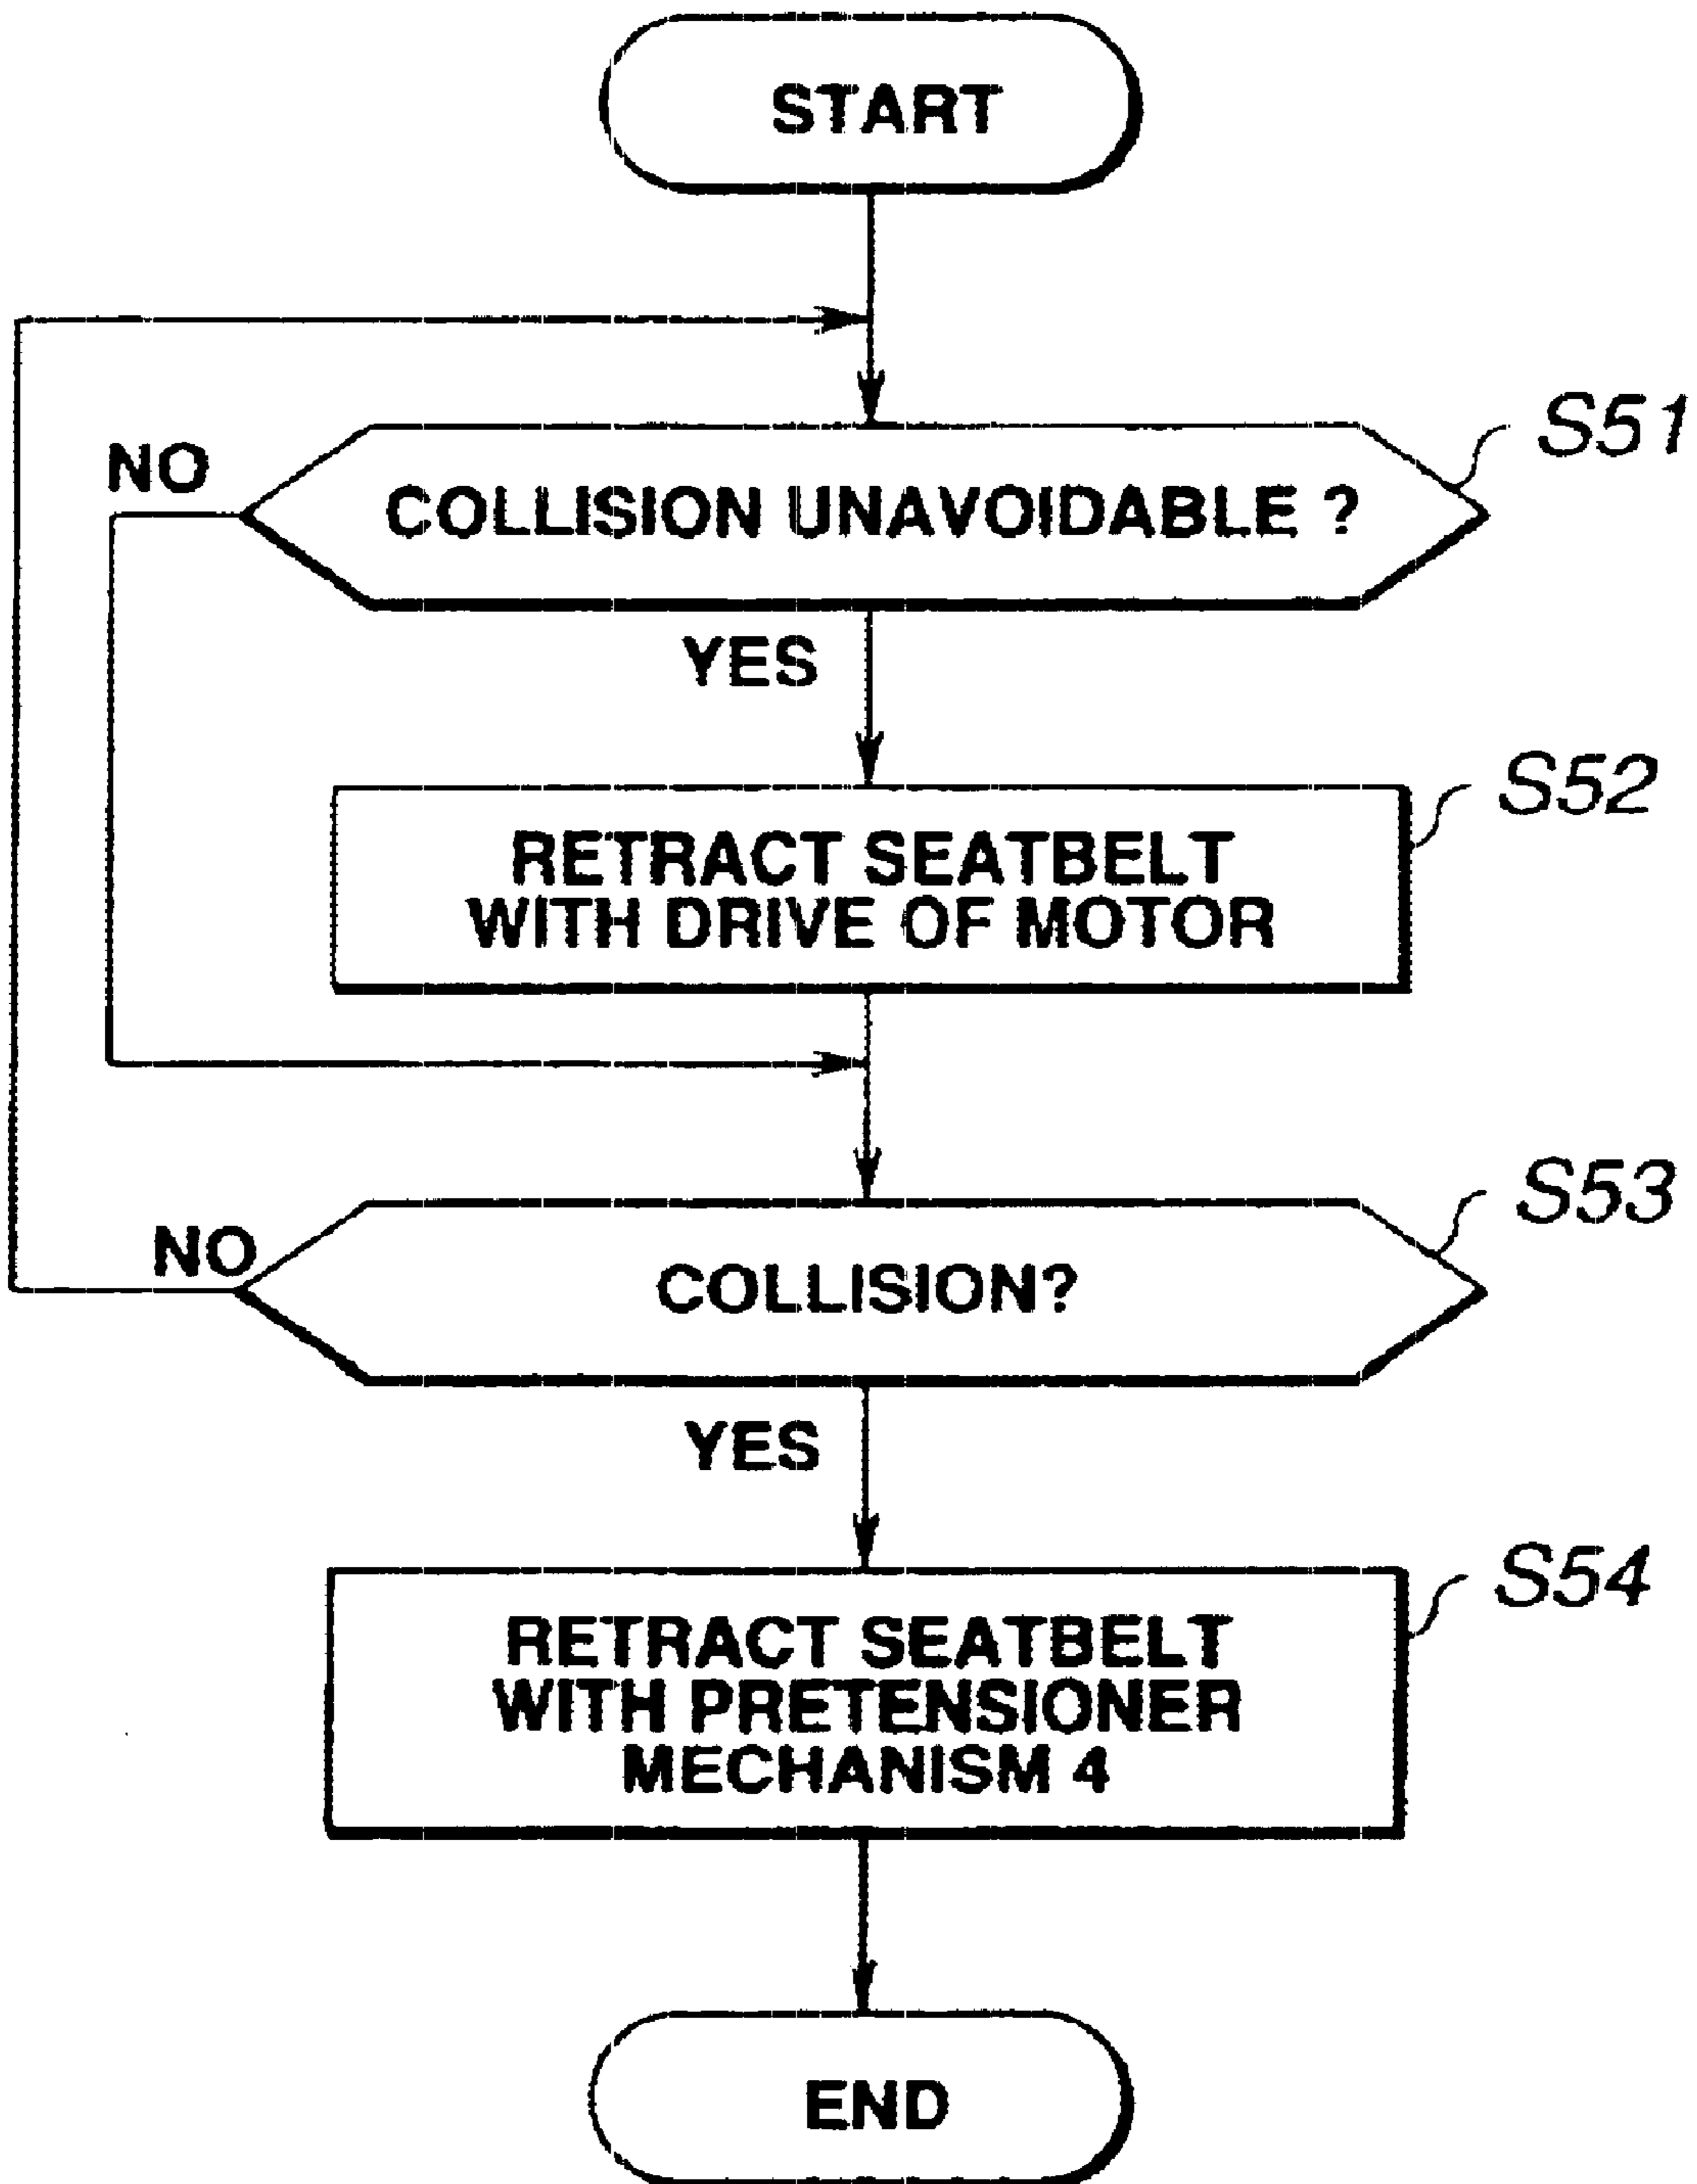 START
S51
NO
COLLISION UNAVOIDABLE ?
YES
S52
RETRACT SEATBELT
WITH DRIVE OF MOTOR
S53
NO
COLLISION?
YES
S54
RETRACT SEATBELT
WITH PRETENSIONER
MECHANISM 4
END